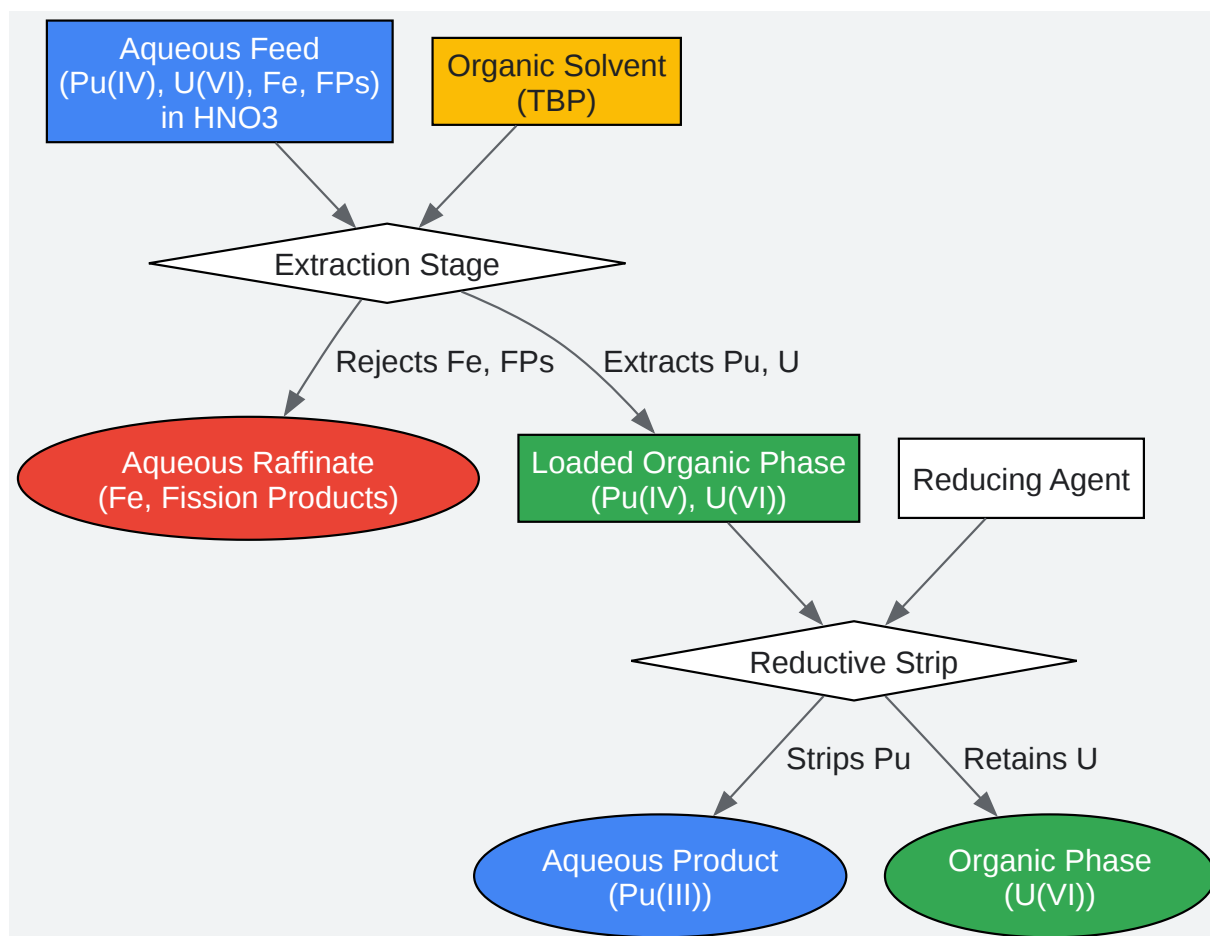 Aqueous Feed
(Pu(IV), U(VI), Fe, FPs)
in HNO3
Organic Solvent
(TBP)
Extraction Stage
Rejects Fe, FPs
Extracts Pu, U
Aqueous Raffinate
(Fe, Fission Products)
Loaded Organic Phase
(Pu(IV), U(VI))
Reducing Agent
Reductive Strip
Strips Pu
Retains U
Aqueous Product
(Pu(III))
Organic Phase
(U(VI))